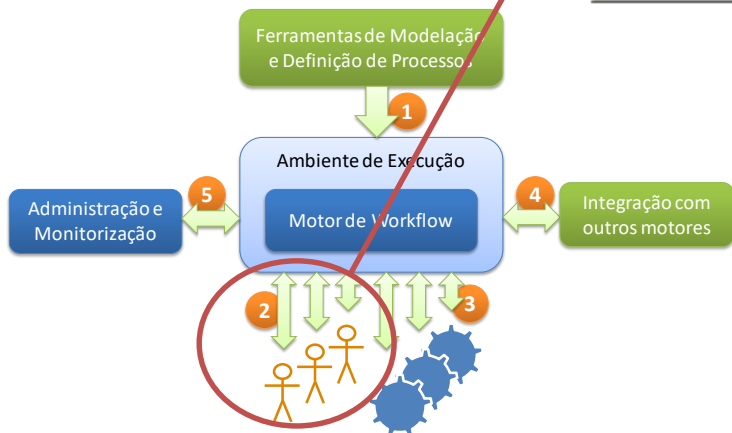 Ferramentas de Modelação
e Definição de Processos
1
Ambiente de Execução
5
4
Administração e
Monitorização
Motor de Workflow
Integração com
outros motores
2
3